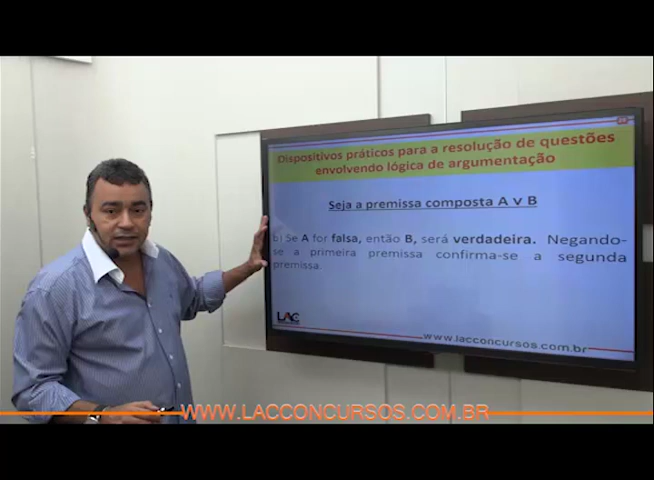 Dispositivos práticos para a resolução de questões
envolvendo lógica de argumentação
Seja a premissa composta A v B
b) Se A for falsa, então B, será verdadeira. Negando-
se a primeira premissa confirma-se a segunda
premissa.
LAC
www.lacconcursos.com.br
WWW.LACCONCURSOS.COM.BR